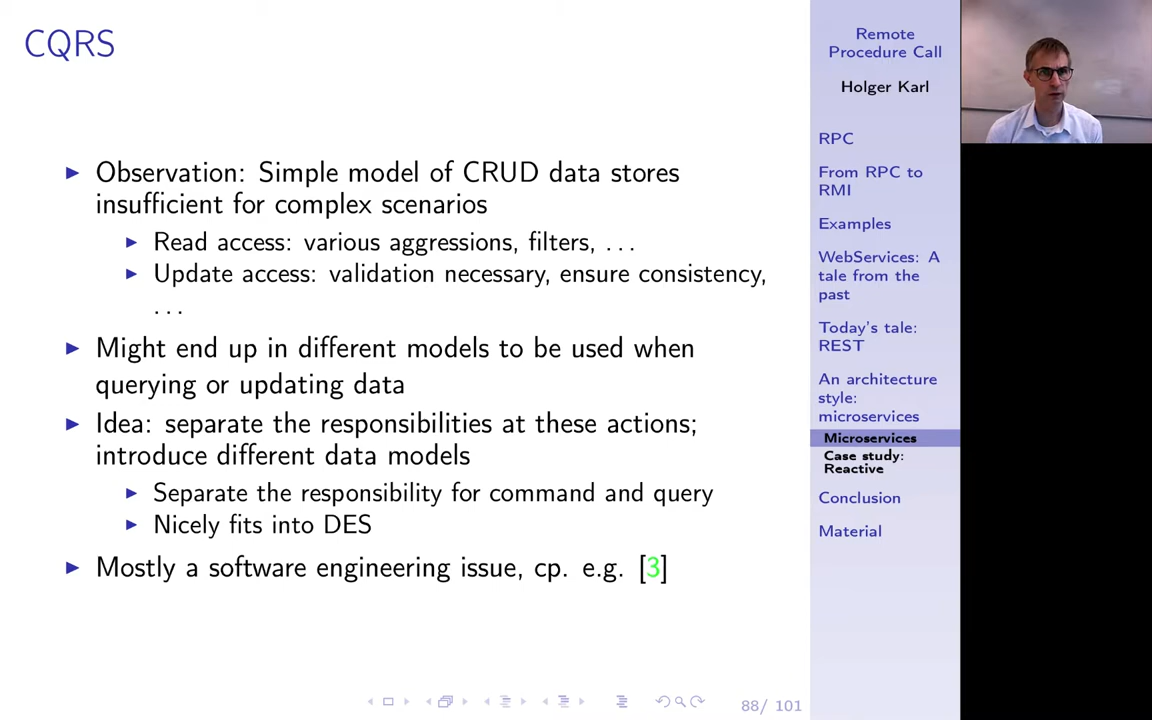 CQRS
Observation: Simple model of CRUD data stores
insufficient for complex scenarios
Read access: various aggressions, filters, ...
Update access: validation necessary, ensure consistency,
...
Might end up in different models to be used when
querying or updating data
Idea: separate the responsibilities at these actions;
introduce different data models
Separate the responsibility for command and query
Nicely fits into DES
Mostly a software engineering issue, cp. e.g. [3]
88/ 101
Remote
Procedure Call
Holger Karl
RPC
From RPC to
RMI
Examples
WebServices: A
tale from the
past
Today's tale:
REST
An architecture
style:
microservices
Microservices
Case study:
Reactive
Conclusion
Material